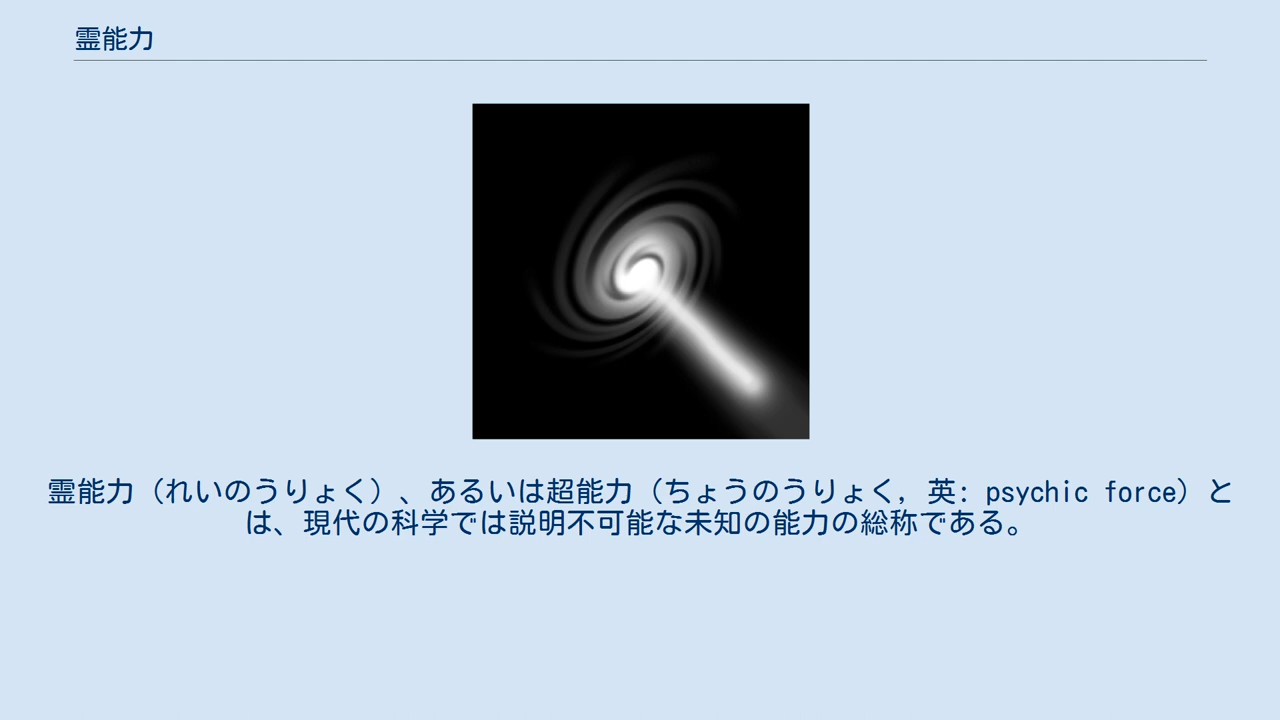 霊能力
霊能力（れいのうりょく）、あるいは超能力（ちょうのうりょく, 英: psychic force）と
は、現代の科学では説明不可能な未知の能力の総称である。